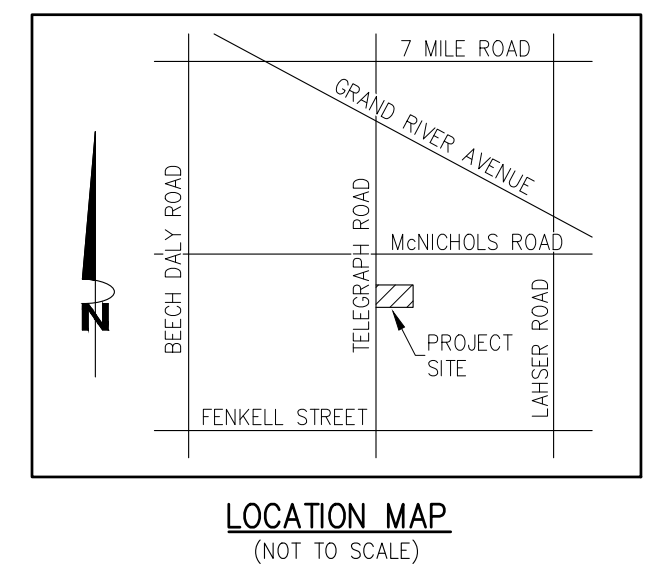 7 MILE ROAD
GRAND RIVER AVENUE
BEECH DALY ROAD
TELEGRAPH ROAD
McNICHOLS ROAD
LAHSER ROAD
N
PROJECT
SITE
FENKELL STREET
LOCATION MAP
(NOT TO SCALE)